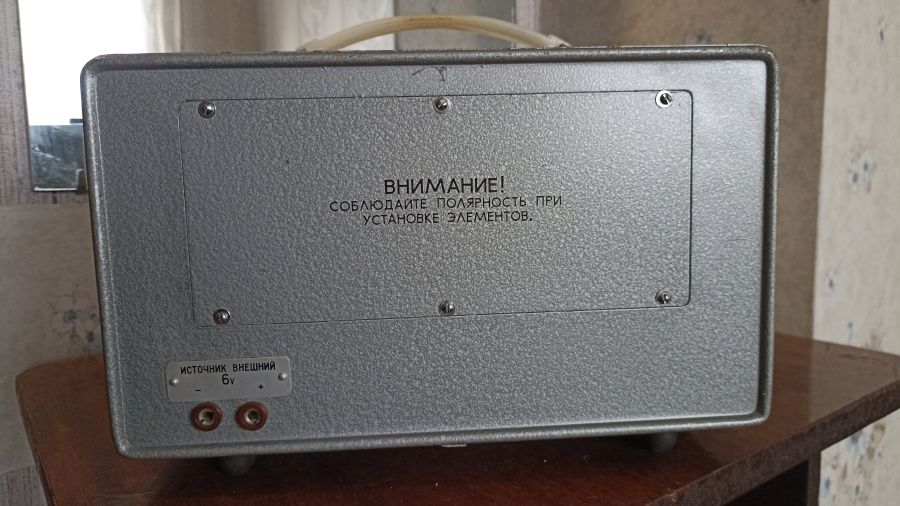 ВНИМАНИЕ!
СОБЛЮДАЙТЕ ПОЛЯРНОСТЬ ПРИ
УСТАНОВКЕ ЭЛЕМЕНТОВ.
ИСТОЧНИК ВНЕШНИЙ
6V
- +